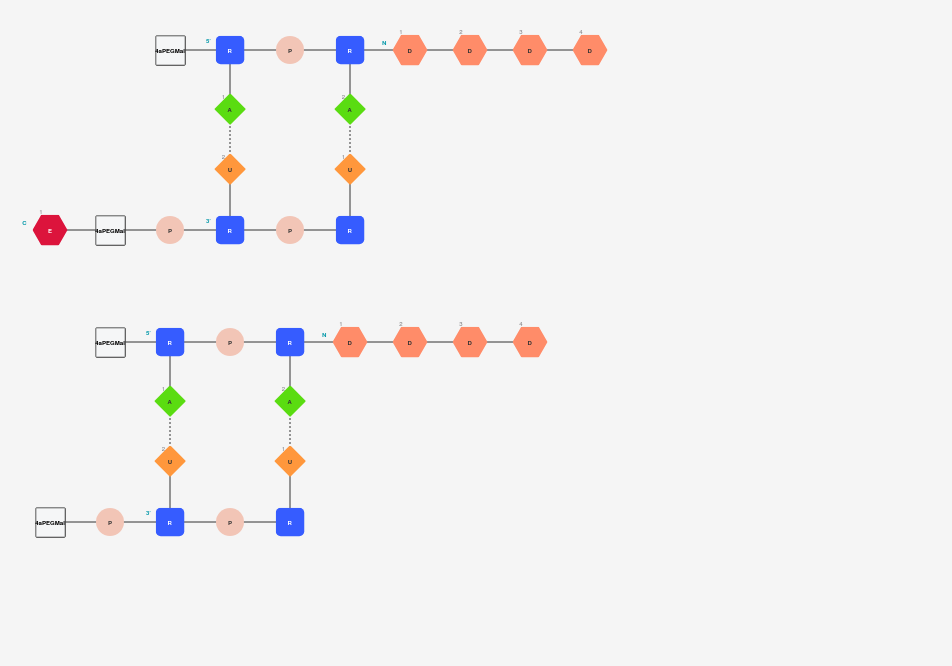 1 2 3 4
5' N
4aPEGMal R P R D D D D
1 2
A A
2 1
U U
1
C 3'
E 4aPEGMal P R P R
1 2 3 4
5' N
4aPEGMal R P R D D D D
1 2
A A
2 1
U U
3'
4aPEGMal P R P R